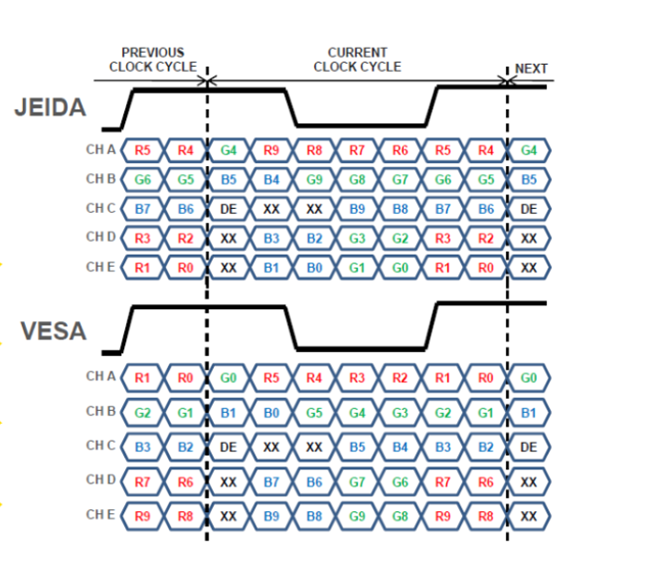 PREVIOUS
CLOCK CYCLE
CURRENT
CLOCK CYCLE
NEXT
JEIDA
CH A R5 R4 G4 R9 R8 R7 R6 R5 R4 G4
CH B G6 G5 B5 B4 G9 G8 G7 G6 G5 B5
CH C B7 B6 DE XX XX B9 B8 B7 B6 DE
CH D R3 R2 XX B3 B2 G3 G2 R3 R2 XX
CH E R1 R0 XX B1 B0 G1 G0 R1 R0 XX
VESA
CH A R1 R0 G0 R5 R4 R3 R2 R1 R0 G0
CH B G2 G1 B1 B0 G5 G4 G3 G2 G1 B1
CH C B3 B2 DE XX XX B5 B4 B3 B2 DE
CH D R7 R6 XX B7 B6 G7 G6 R7 R6 XX
CH E R9 R8 XX B9 B8 G9 G8 R9 R8 XX